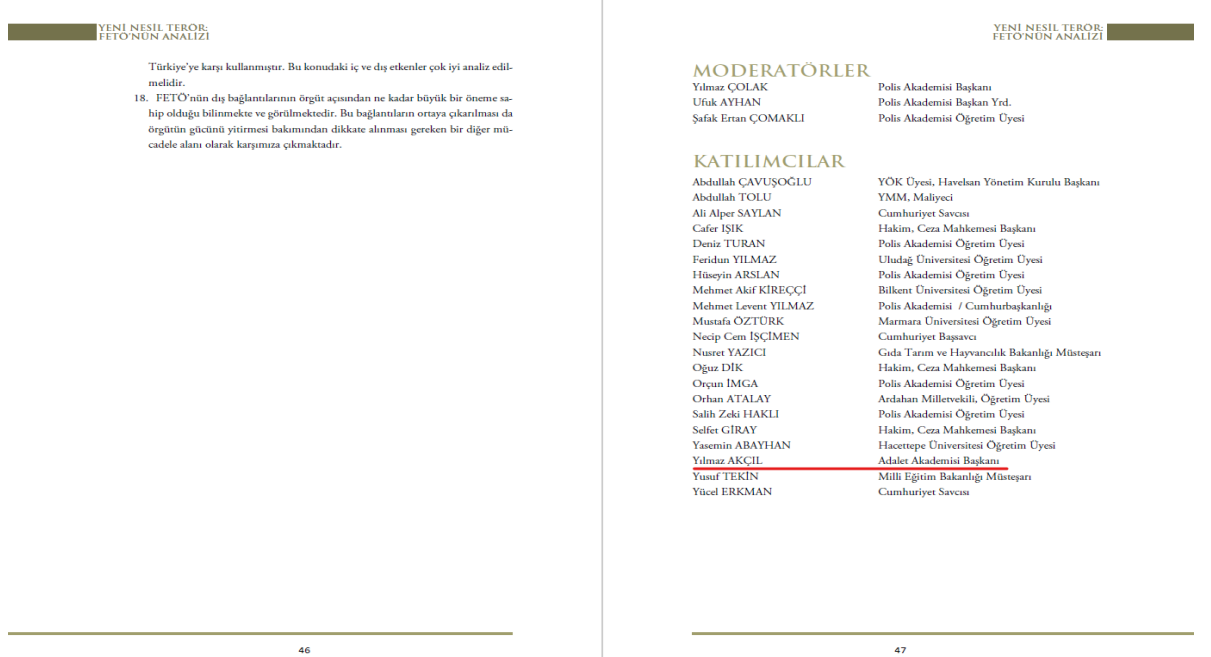 YENİ NESİL TERÖR:
FETÖ'NÜN ANALİZİ
Türkiye'ye karşı kullanmıştır. Bu konudaki iç ve dış etkenler çok iyi analiz edil-
melidir.
18. FETÖ'nün dış bağlantılarının örgüt açısından ne kadar büyük bir öneme sa-
hip olduğu bilinmekte ve görülmektedir. Bu bağlantıların ortaya çıkarılması da
örgütün gücünü yitirmesi bakımından dikkate alınması gereken bir diğer mü-
cadele alanı olarak karşımıza çıkmaktadır.
46
YENİ NESİL TERÖR:
FETÖ'NÜN ANALİZİ
MODERATÖRLER
Yılmaz ÇOLAK Polis Akademisi Başkanı
Ufuk AYHAN Polis Akademisi Başkan Yrd.
Şafak Ertan ÇOMAKLI Polis Akademisi Öğretim Üyesi
KATILIMCILAR
Abdullah ÇAVUŞOĞLU YÖK Üyesi, Havelsan Yönetim Kurulu Başkanı
Abdullah TOLU YMM, Maliyeci
Ali Alper SAYLAN Cumhuriyet Savcısı
Cafer IŞIK Hakim, Ceza Mahkemesi Başkanı
Deniz TURAN Polis Akademisi Öğretim Üyesi
Feridun YILMAZ Uludağ Üniversitesi Öğretim Üyesi
Hüseyin ARSLAN Polis Akademisi Öğretim Üyesi
Mehmet Akif KİREÇÇİ Bilkent Üniversitesi Öğretim Üyesi
Mehmet Levent YILMAZ Polis Akademisi / Cumhurbaşkanlığı
Mustafa ÖZTÜRK Marmara Üniversitesi Öğretim Üyesi
Necip Cem İŞÇİMEN Cumhuriyet Başsavcı
Nusret YAZICI Gıda Tarım ve Hayvancılık Bakanlığı Müsteşarı
Oğuz DİK Hakim, Ceza Mahkemesi Başkanı
Orçun İMGA Polis Akademisi Öğretim Üyesi
Orhan ATALAY Ardahan Milletvekili, Öğretim Üyesi
Salih Zeki HAKLI Polis Akademisi Öğretim Üyesi
Selfet GİRAY Hakim, Ceza Mahkemesi Başkanı
Yasemin ABAYHAN Hacettepe Üniversitesi Öğretim Üyesi
Yılmaz AKÇIL Adalet Akademisi Başkanı
Yusuf TEKİN Milli Eğitim Bakanlığı Müsteşarı
Yücel ERKMAN Cumhuriyet Savcısı
47